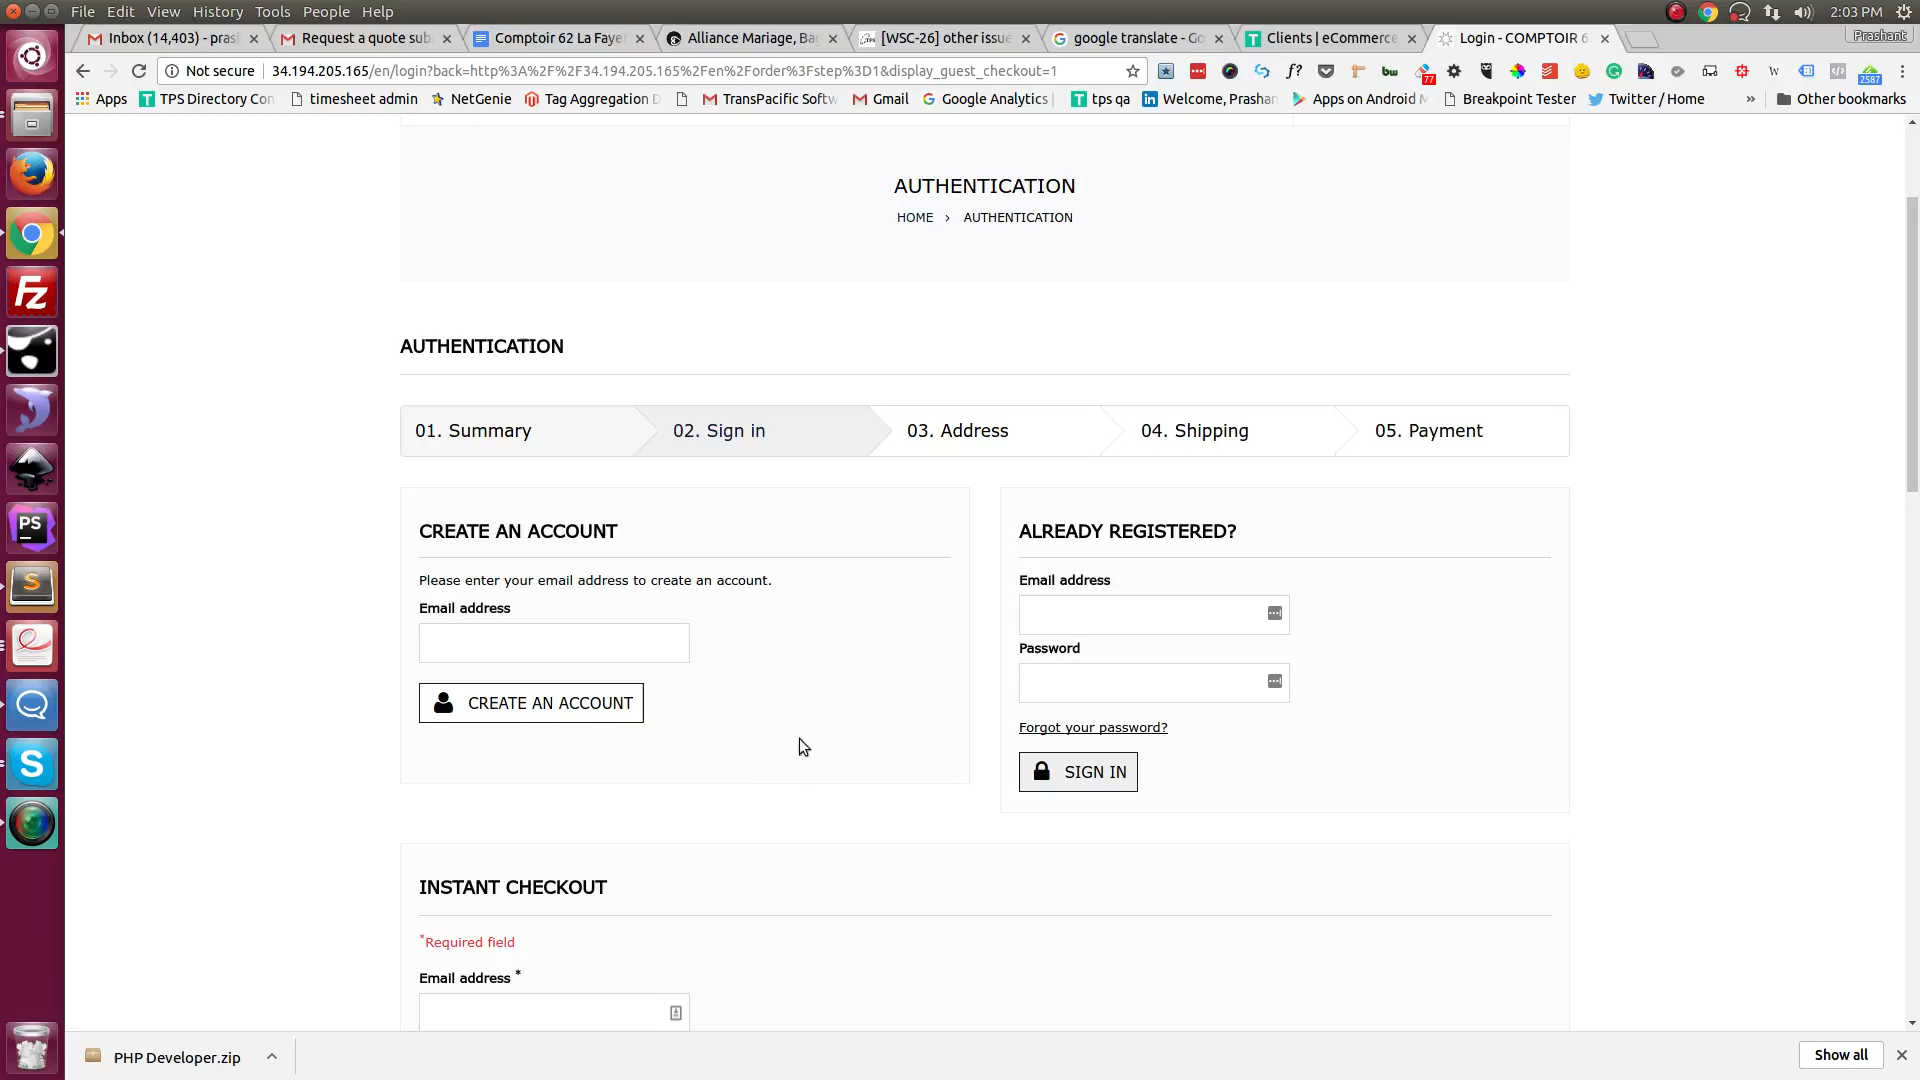 File Edit View History Tools People Help
2:03 PM
Inbox (14,403) - pras
Request a quote sub
Comptoir 62 La Faye
Alliance Mariage, Ba
[WSC-26] other issue
google translate - Go
Clients | eCommerce
Login - COMPTOIR 6
Prashant
Not secure
34.194.205.165/en/login?back=http%3A%2F%2F34.194.205.165%2Fen%2Forder%3Fstep%3D1&display_guest_checkout=1
f? bw 77 W 2587
Apps
TPS Directory Con
timesheet admin
NetGenie
Tag Aggregation D
TransPacific Softw
Gmail
Google Analytics
tps qa
Welcome, Prashan
Apps on Android M
Breakpoint Tester
Twitter / Home
»
Other bookmarks
AUTHENTICATION
HOME > AUTHENTICATION
AUTHENTICATION
01. Summary
02. Sign in
03. Address
04. Shipping
05. Payment
CREATE AN ACCOUNT
Please enter your email address to create an account.
Email address
CREATE AN ACCOUNT
ALREADY REGISTERED?
Email address
Password
Forgot your password?
SIGN IN
INSTANT CHECKOUT
*Required field
Email address *
PHP Developer.zip
Show all